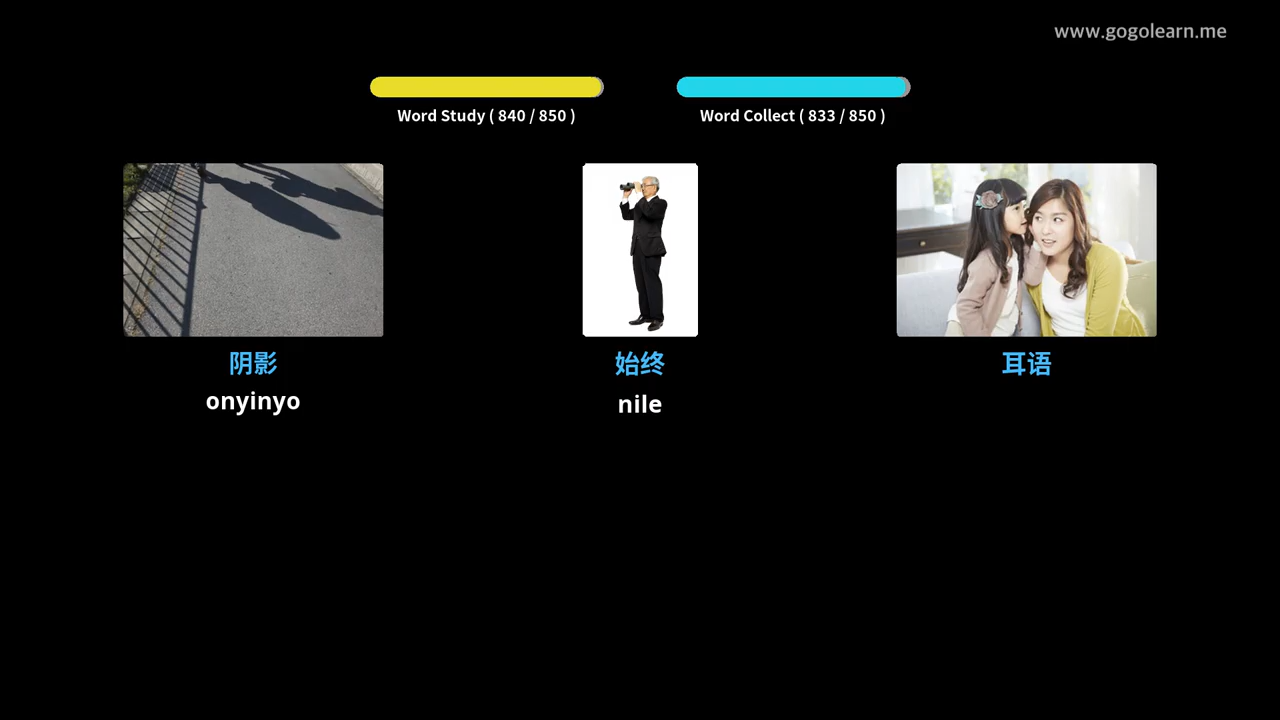 www.gogolearn.me
Word Study ( 840 / 850 )
Word Collect ( 833 / 850 )
阴影
始终
耳语
onyinyo
nile